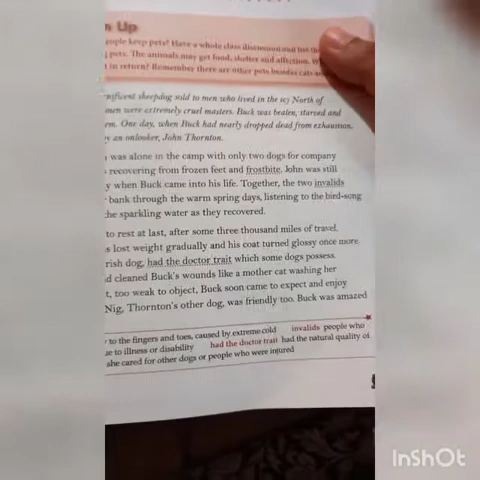 Up
people keep pets? Have a whole class discussion and list the
pets. The animals may get food, shelter and affection. W
in return? Remember there are other pets besides cats
sheepdog sold to men who lived in the icy North of
men were extremely cruel masters. Buck was beaten, starved and
One day, when Buck had nearly dropped dead from exhaustion,
an onlooker, John Thornton.
was alone in the camp with only two dogs for company
recovering from frozen feet and frostbite. John was still
y when Buck came into his life. Together, the two invalids
bank through the warm spring days, listening to the bird-song
the sparkling water as they recovered.
to rest at last, after some three thousand miles of travel.
s lost weight gradually and his coat turned glossy once more.
rish dog, had the doctor trait which some dogs possess.
d cleaned Buck's wounds like a mother cat washing her
t, too weak to object, Buck soon came to expect and enjoy
Nig, Thornton's other dog, was friendly too. Buck was amazed
to the fingers and toes, caused by extreme cold invalids people who
ue to illness or disability had the doctor trait had the natural quality of
she cared for other dogs or people who were injured
InShOt